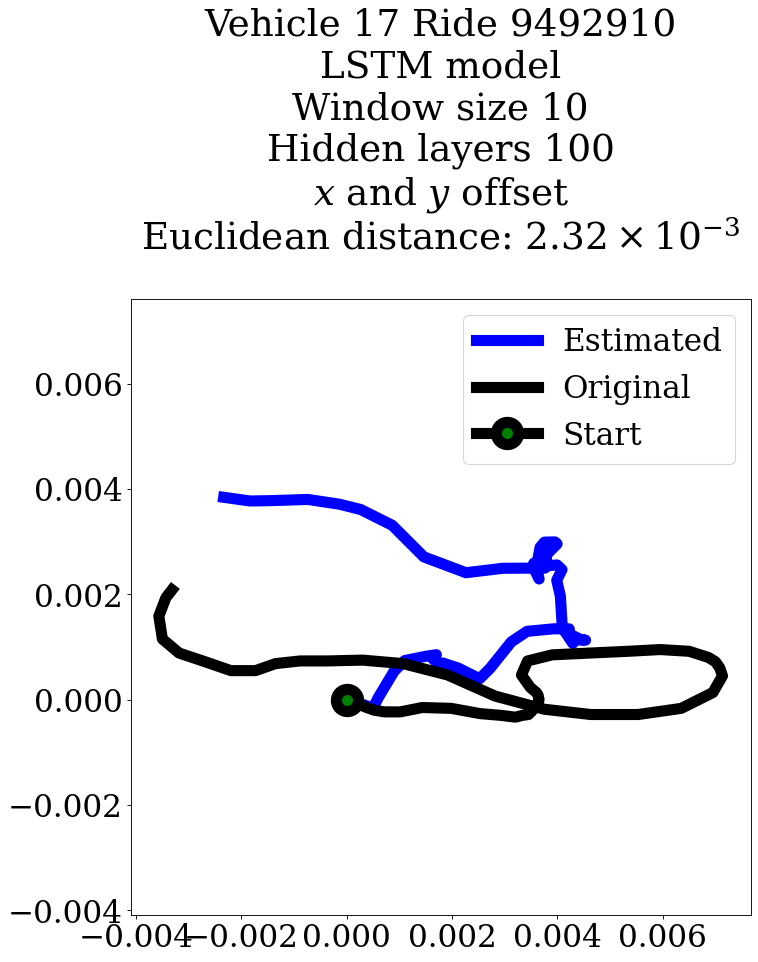 Vehicle 17 Ride 9492910
LSTM model
Window size 10
Hidden layers 100
x and y offset
Euclidean distance: 2.32 × 10⁻³
Estimated
Original
Start
0.006
0.004
0.002
0.000
−0.002
−0.004
−0.004 −0.002 0.000 0.002 0.004 0.006